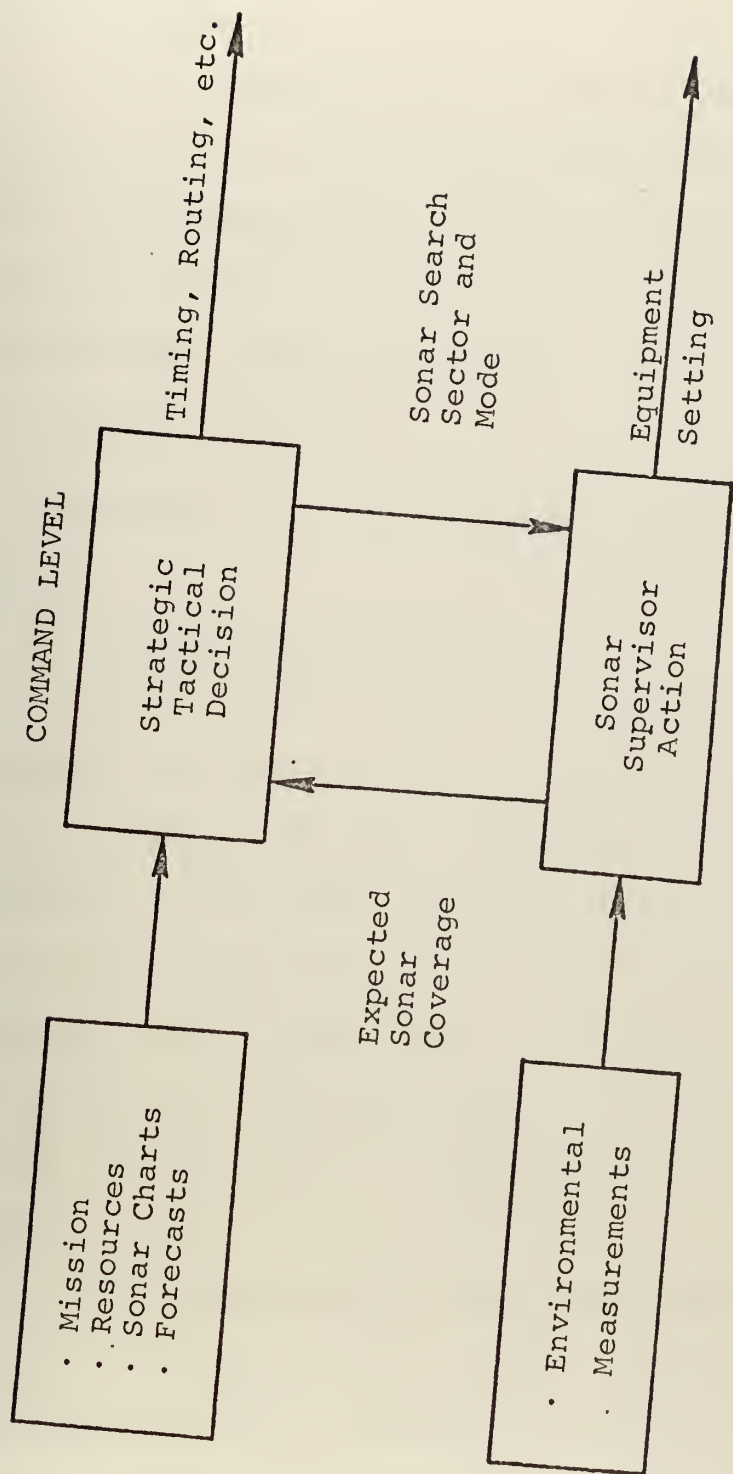 COMMAND LEVEL
· Mission
· Resources
· Sonar Charts
· Forecasts
Strategic
Tactical
Decision
Timing, Routing, etc.
Expected
Sonar
Coverage
Sonar Search
Sector and
Mode
· Environmental
· Measurements
Sonar
Supervisor
Action
Equipment
Setting